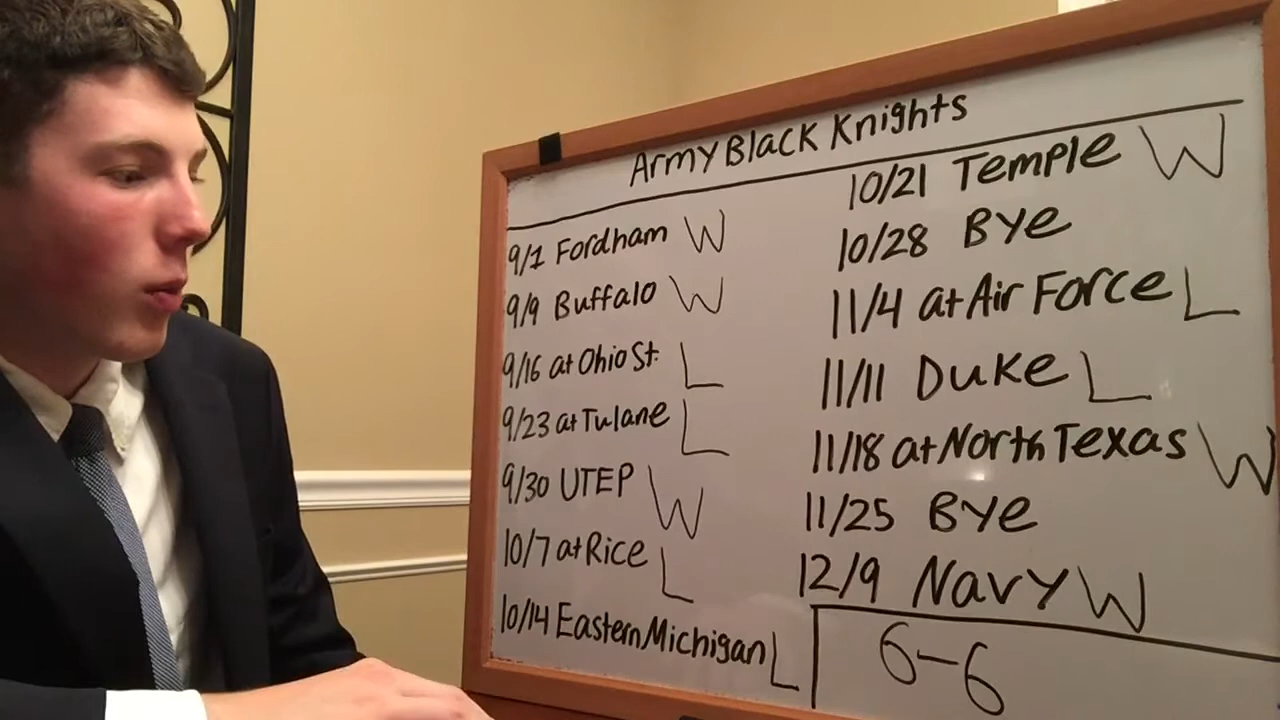 Army Black Knights
9/1 Fordham W
9/9 Buffalo W
9/16 at Ohio St. L
9/23 at Tulane L
9/30 UTEP W
10/7 at Rice L
10/14 Eastern Michigan L
10/21 Temple W
10/28 Bye
11/4 at Air Force L
11/11 Duke L
11/18 at North Texas W
11/25 Bye
12/9 Navy W
6-6